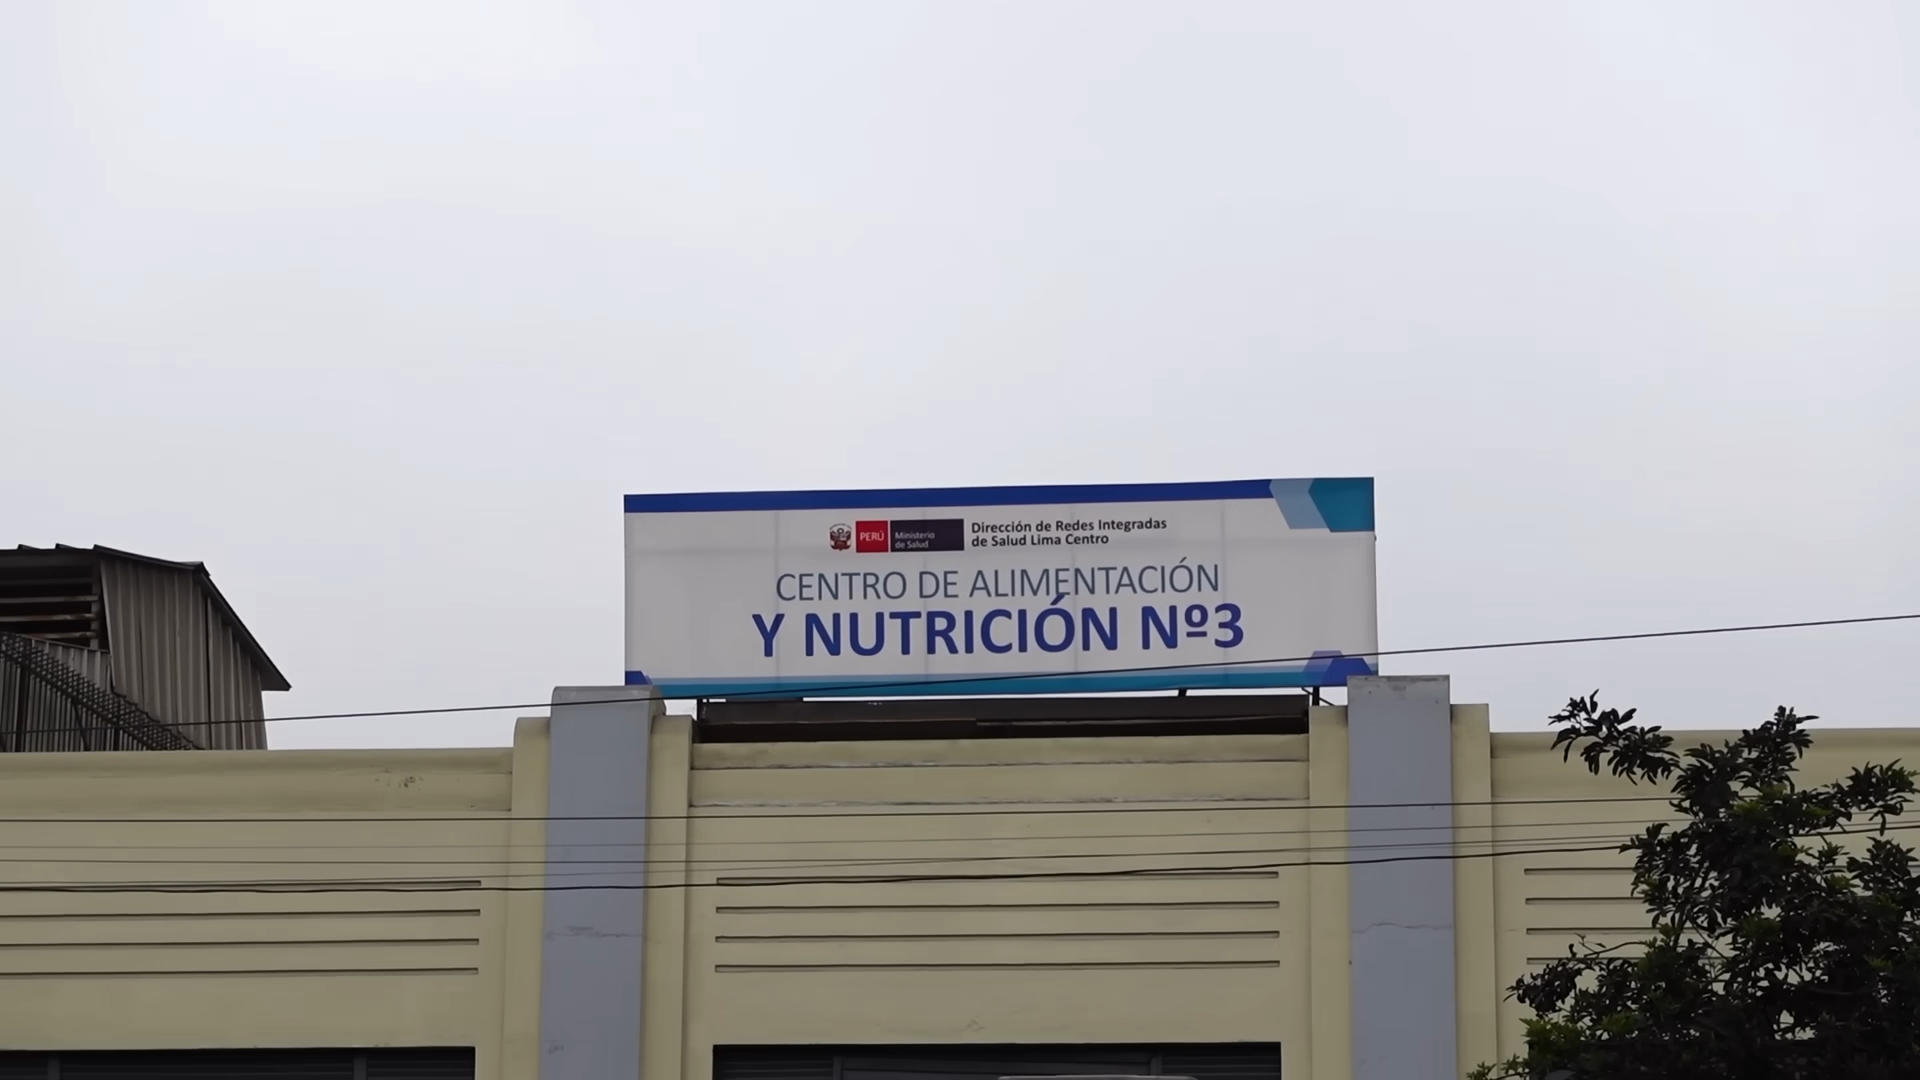 PERÚ
Ministerio
de Salud
Dirección de Redes Integradas
de Salud Lima Centro
CENTRO DE ALIMENTACIÓN
Y NUTRICIÓN Nº3